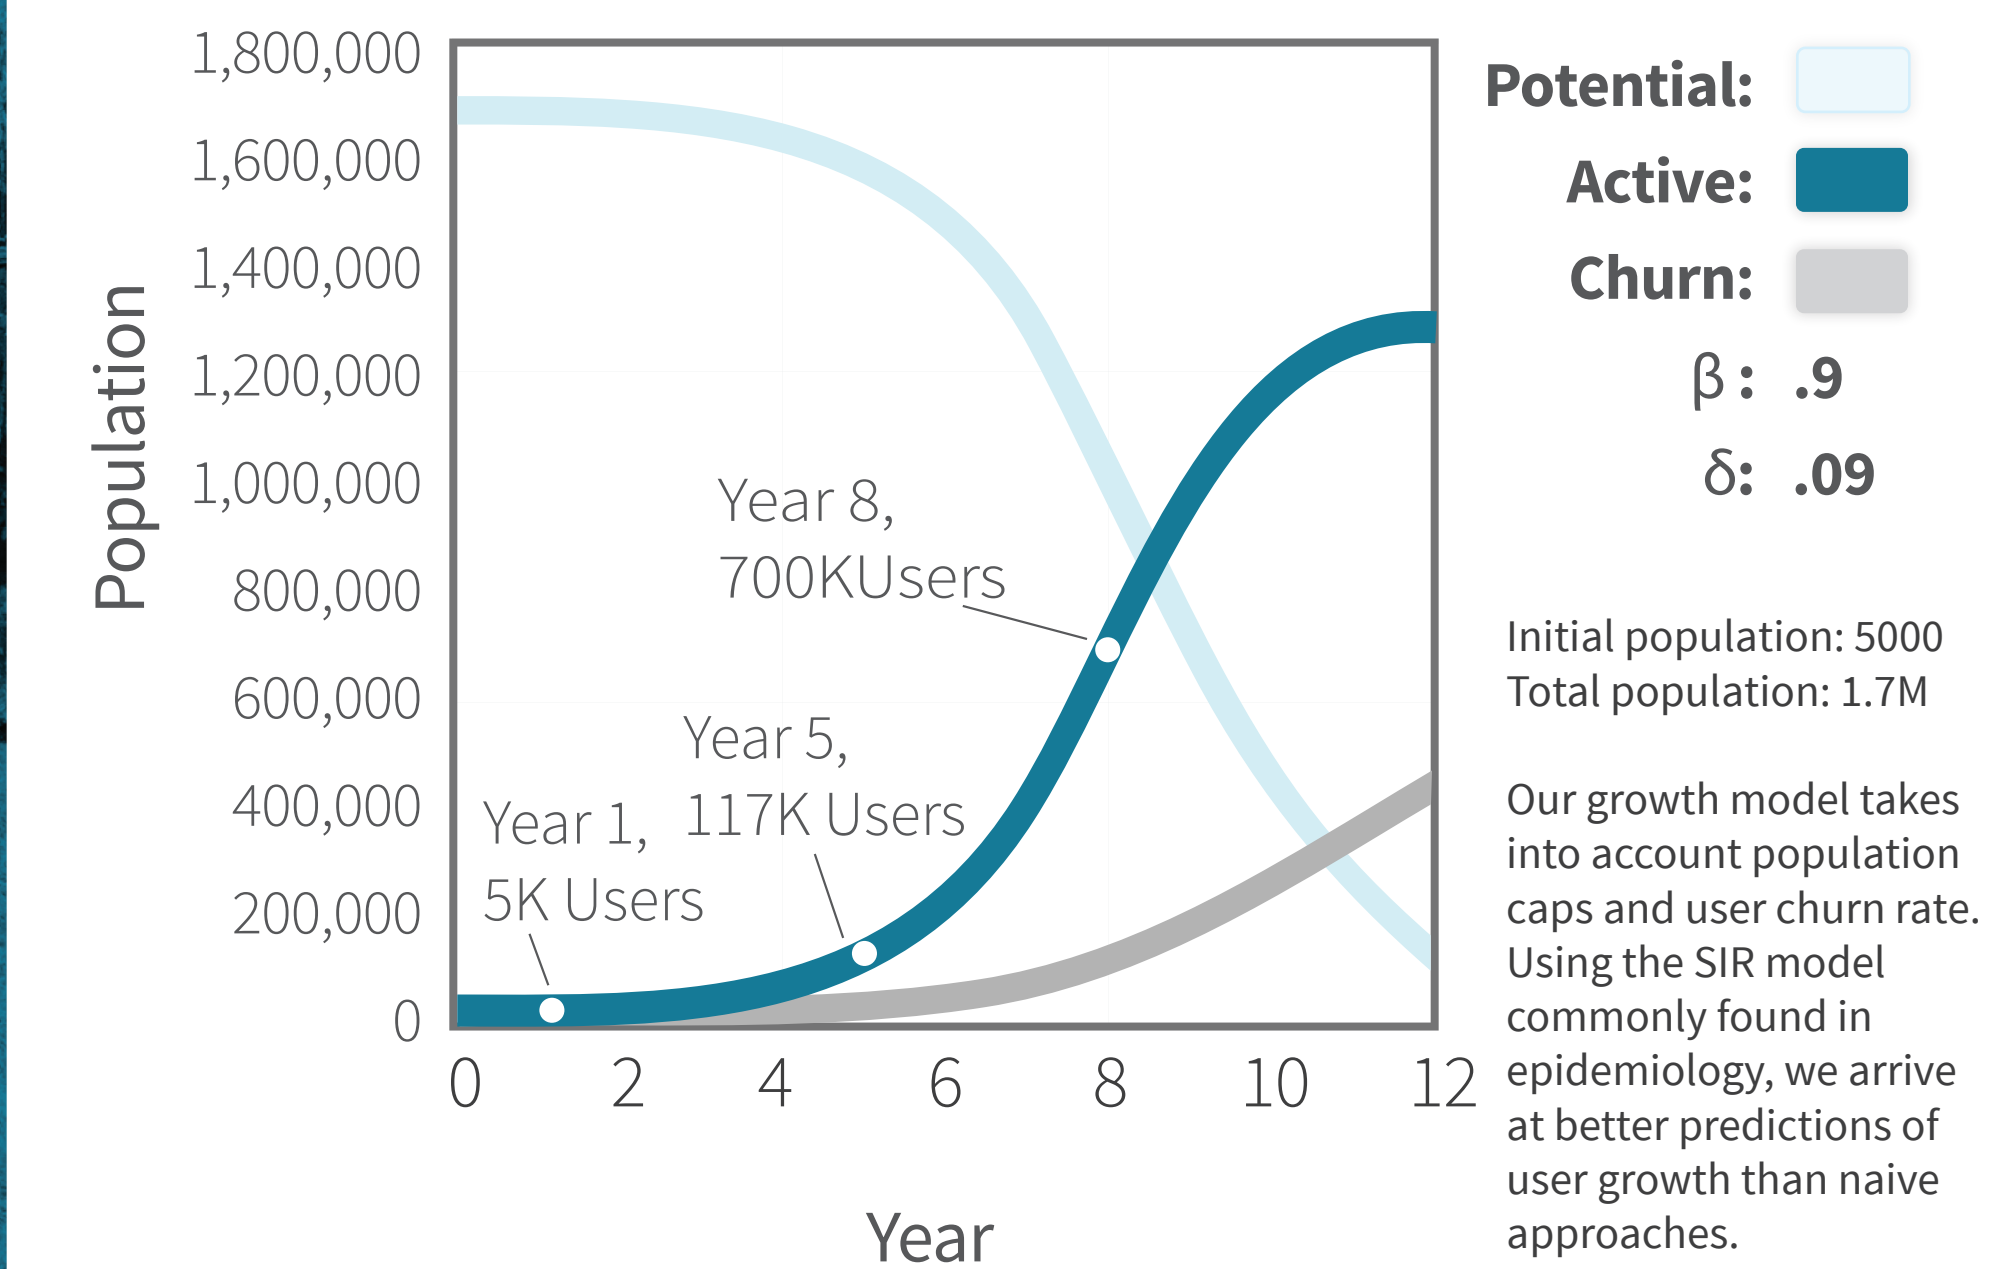 1,800,000
1,600,000
1,400,000
1,200,000
1,000,000
800,000
600,000
400,000
200,000
0
Population
0 2 4 6 8 10 12
Year
Year 1,
5K Users
Year 5,
117K Users
Year 8,
700KUsers
Potential:
Active:
Churn:
β : .9
δ: .09
Initial population: 5000
Total population: 1.7M
Our growth model takes
into account population
caps and user churn rate.
Using the SIR model
commonly found in
epidemiology, we arrive
at better predictions of
user growth than naive
approaches.